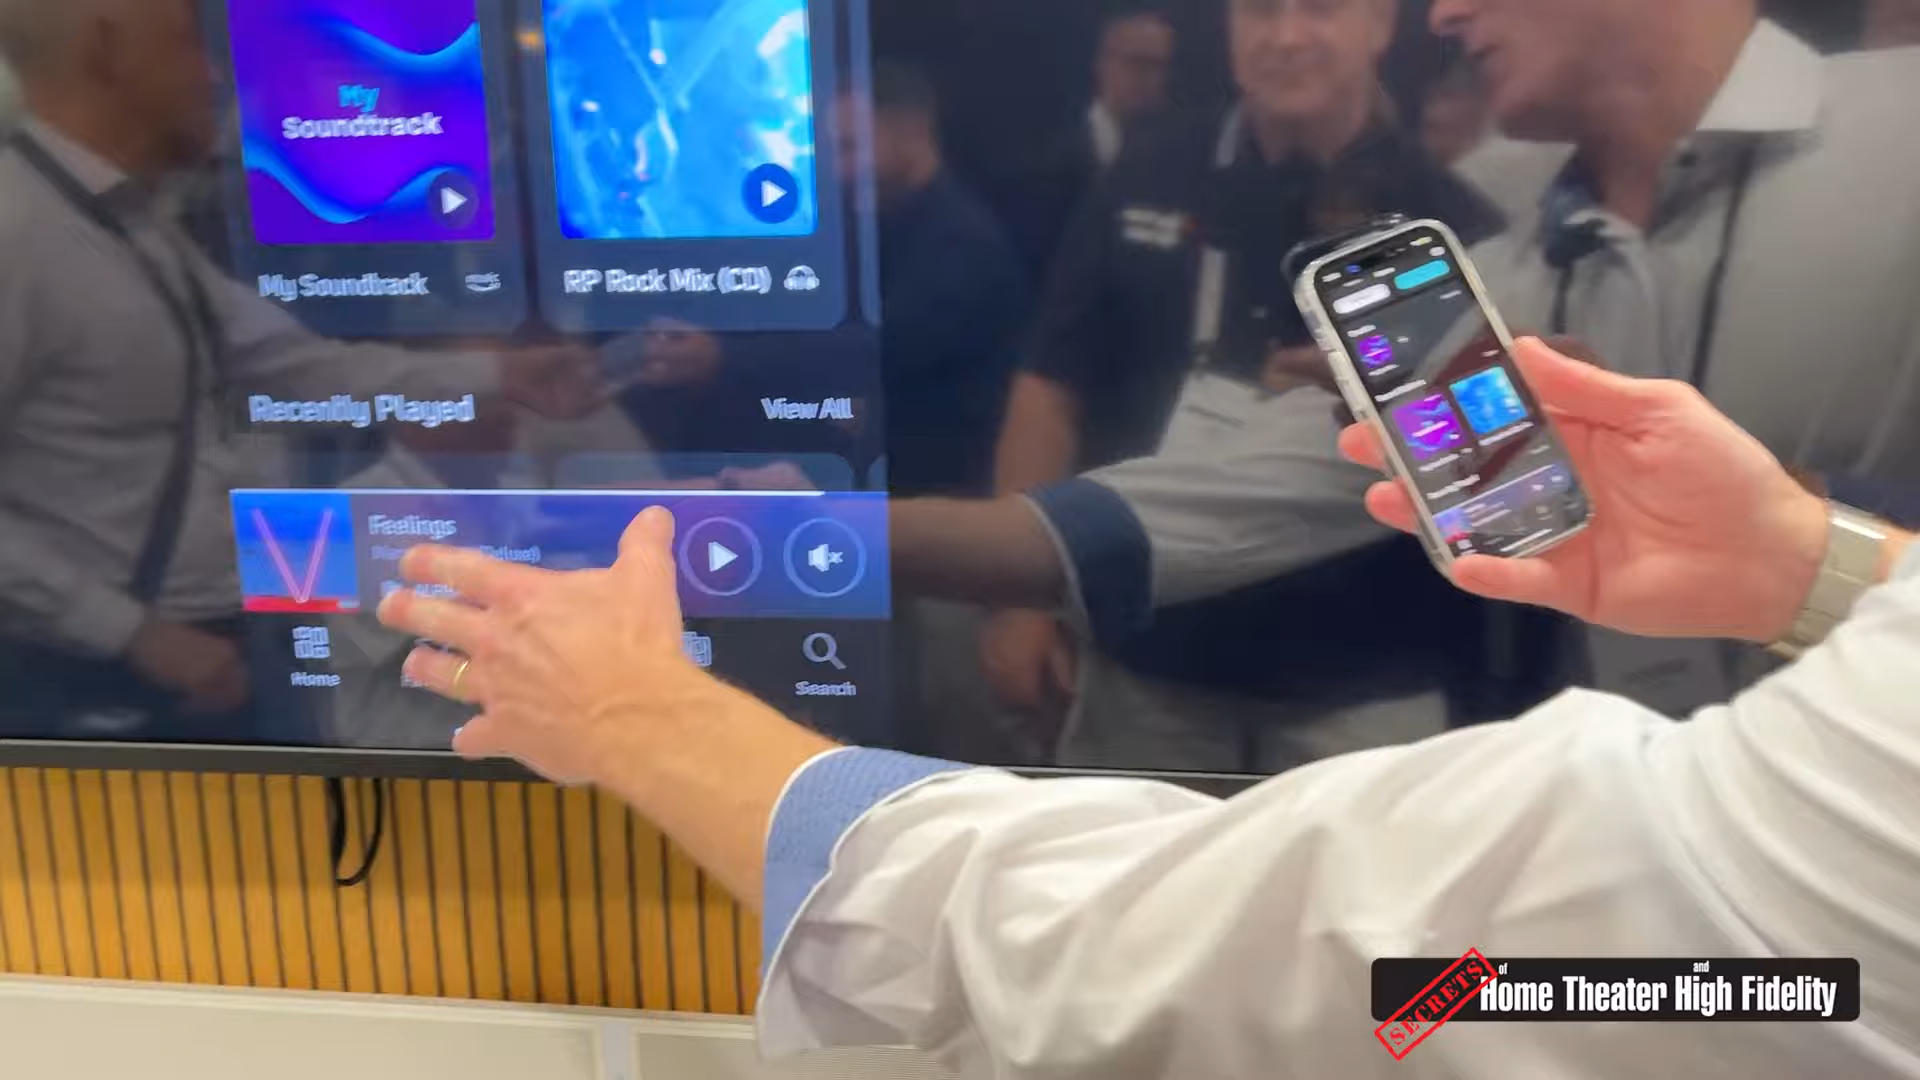 My
Soundtrack
My Soundtrack
RP Rock Mix (CD)
Recently Played
View All
Feelings
Home
Search
SECRETS of Home Theater and High Fidelity